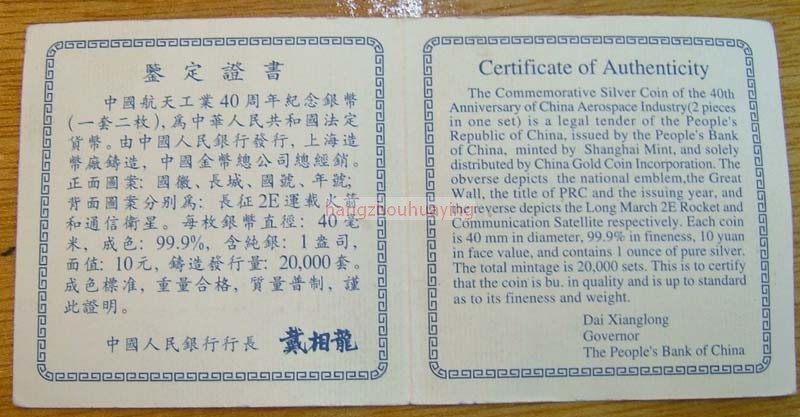 鑒定證書
中國航天工業40周年紀念銀幣
(一套二枚),爲中華人民共和國法定
貨幣。由中國人民銀行發行,上海造
幣廠鑄造,中國金幣總公司總經銷。
正面圖案:國徽、長城、國號、年號;
背面圖案分别爲:長征2E運載火箭
和通信衛星。每枚銀幣直徑:40毫
米,成色:99.9%,含純銀:1盎司,
面值:10元,鑄造發行量:20,000套。
成色標准,重量合格,質量普制,謹
此證明。
中國人民銀行行長 戴相龍
Certificate of Authenticity
The Commemorative Silver Coin of the 40th
Anniversary of China Aerospace Industry(2 pieces
in one set) is a legal tender of the People's
Republic of China, issued by the People's Bank
of China, minted by Shanghai Mint, and solely
distributed by China Gold Coin Incorporation. The
obverse depicts the national emblem,the Great
Wall, the title of PRC and the issuing year, and
the reverse depicts the Long March 2E Rocket and
Communication Satellite respectively. Each coin
is 40 mm in diameter, 99.9% in fineness, 10 yuan
in face value, and contains 1 ounce of pure silver.
The total mintage is 20,000 sets. This is to certify
that the coin is bu. in quality and is up to standard
as to its fineness and weight.
Dai Xianglong
Governor
The People's Bank of China
hangzhouhuaying